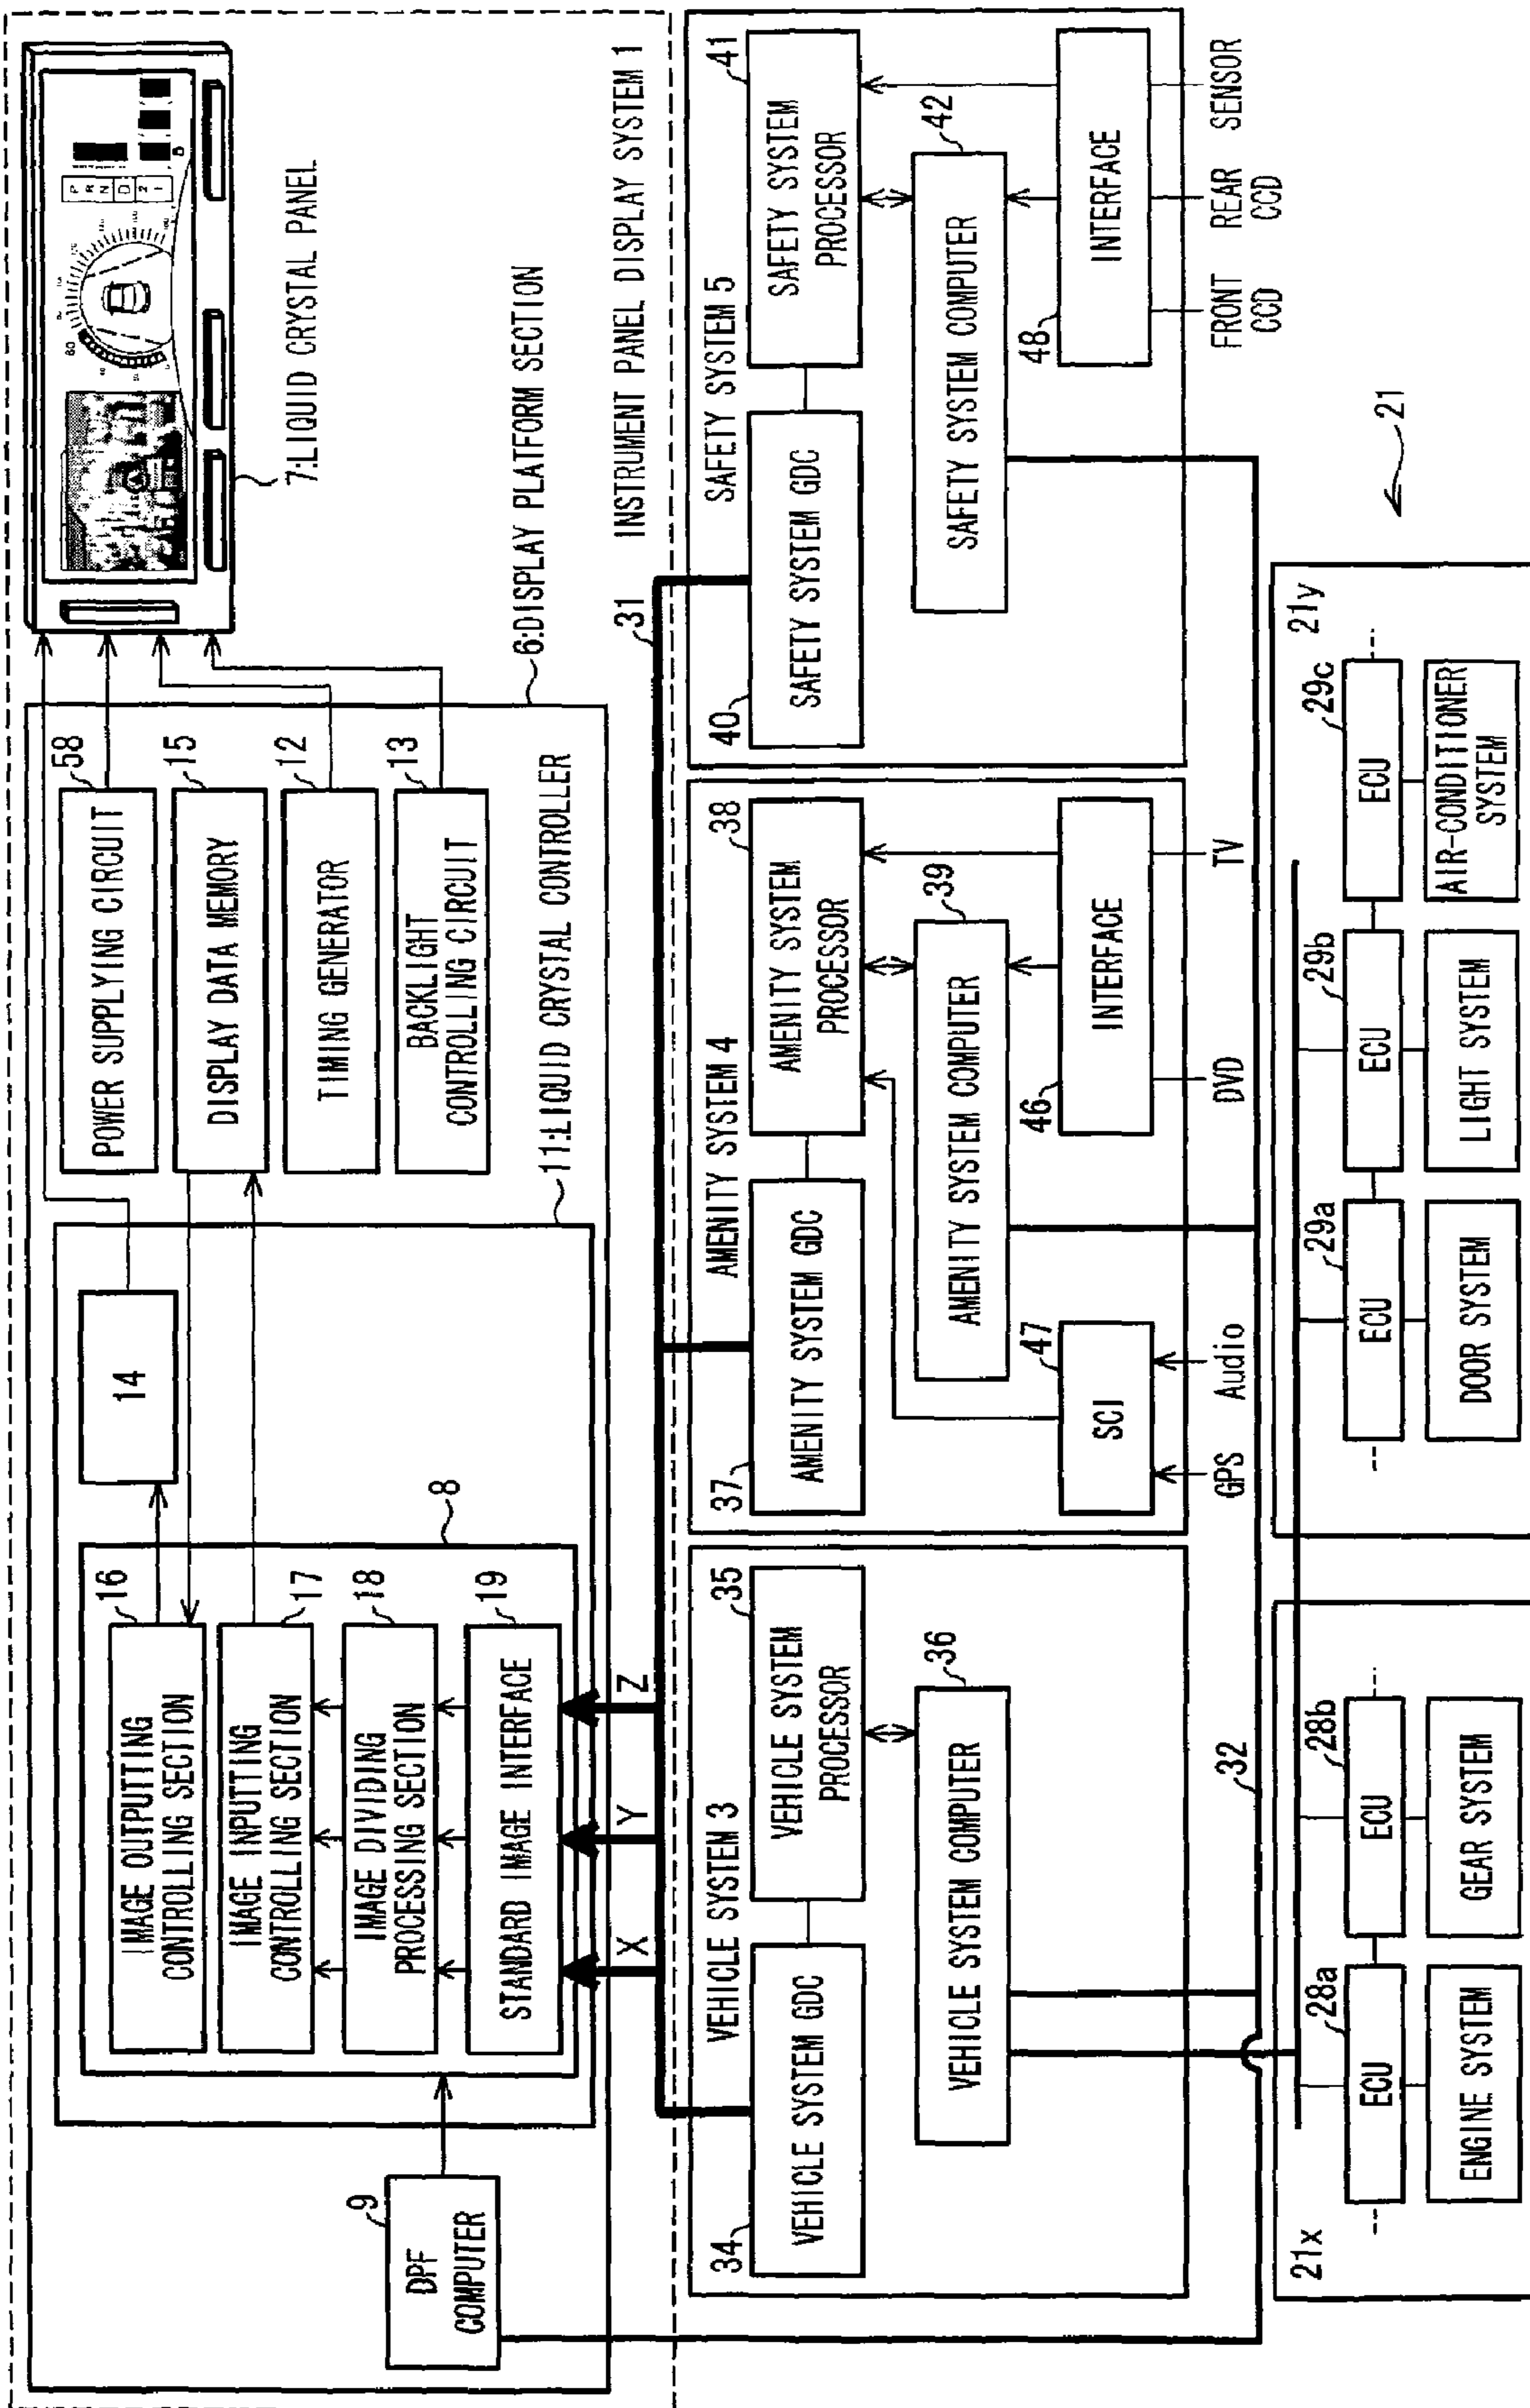 7:LIQUID CRYSTAL PANEL
INSTRUMENT PANEL DISPLAY SYSTEM 1
6:DISPLAY PLATFORM SECTION
11:LIQUID CRYSTAL CONTROLLER
P
R
N
D
2
1
60
58
POWER SUPPLYING CIRCUIT
15
DISPLAY DATA MEMORY
12
TIMING GENERATOR
13
BACKLIGHT
CONTROLLING CIRCUIT
14
8
16
IMAGE OUTPUTING
CONTROLLING SECTION
17
IMAGE INPUTTING
CONTROLLING SECTION
18
IMAGE DIVIDING
PROCESSING SECTION
19
STANDARD IMAGE INTERFACE
9
DPF
COMPUTER
X
Y
Z
31
VEHICLE SYSTEM 3
34
VEHICLE SYSTEM GDC
35
VEHICLE SYSTEM
PROCESSOR
36
VEHICLE SYSTEM COMPUTER
AMENITY SYSTEM 4
37
AMENITY SYSTEM GDC
38
AMENITY SYSTEM
PROCESSOR
39
AMENITY SYSTEM COMPUTER
47
SCI
46
INTERFACE
GPS
Audio
DVD
TV
SAFETY SYSTEM 5
40
SAFETY SYSTEM GDC
41
SAFETY SYSTEM
PROCESSOR
42
SAFETY SYSTEM COMPUTER
48
INTERFACE
FRONT
CCD
REAR
CCD
SENSOR
32
21
21x
28a
ECU
ENGINE SYSTEM
28b
ECU
GEAR SYSTEM
21y
29a
ECU
DOOR SYSTEM
29b
ECU
LIGHT SYSTEM
29c
ECU
AIR-CONDITIONER
SYSTEM